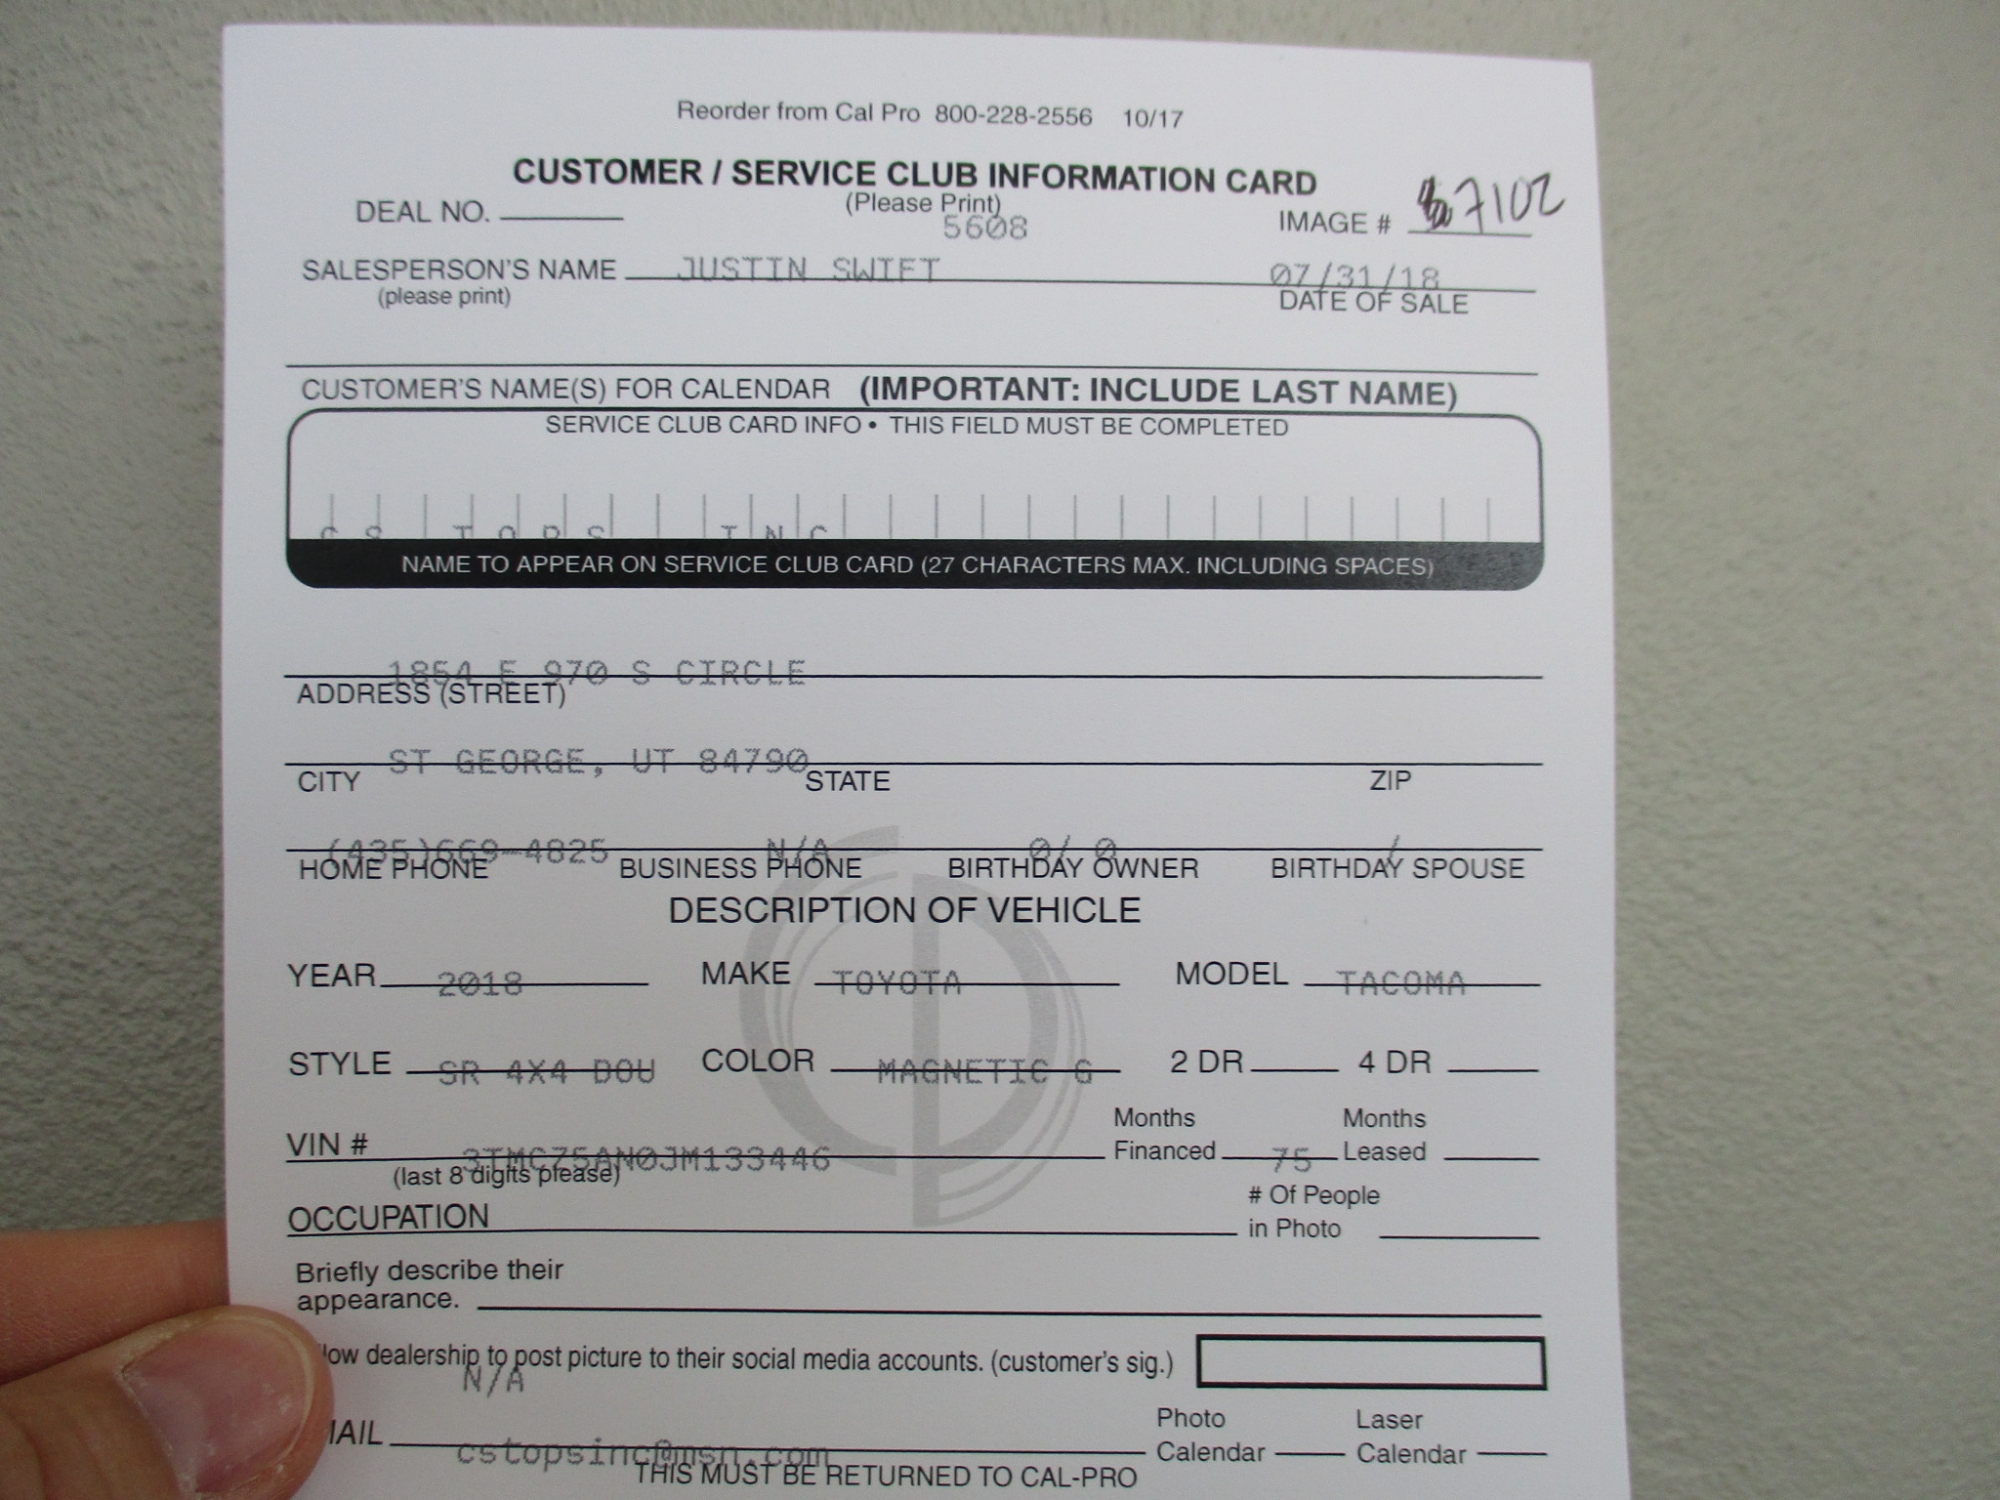 Reorder from Cal Pro 800-228-2556 10/17
CUSTOMER / SERVICE CLUB INFORMATION CARD
(Please Print)
DEAL NO. 5608 IMAGE # 7102
SALESPERSON'S NAME JUSTIN SWIFT 07/31/18
(please print) DATE OF SALE
CUSTOMER'S NAME(S) FOR CALENDAR (IMPORTANT: INCLUDE LAST NAME)
SERVICE CLUB CARD INFO • THIS FIELD MUST BE COMPLETED
CS TOPS INC
NAME TO APPEAR ON SERVICE CLUB CARD (27 CHARACTERS MAX. INCLUDING SPACES)
1854 E 970 S CIRCLE
ADDRESS (STREET)
ST GEORGE, UT 84790
CITY STATE ZIP
(435)669-4825 N/A 0/ 0 /
HOME PHONE BUSINESS PHONE BIRTHDAY OWNER BIRTHDAY SPOUSE
DESCRIPTION OF VEHICLE
YEAR 2018 MAKE TOYOTA MODEL TACOMA
STYLE SR 4X4 DOU COLOR MAGNETIC G 2 DR 4 DR
VIN # 3TMCZ5AN0JM133446 Months Financed 75 Months Leased
(last 8 digits please)
OCCUPATION # Of People in Photo
Briefly describe their
appearance.
low dealership to post picture to their social media accounts. (customer's sig.)
N/A
MAIL cstopsinc@msn.com Photo Calendar Laser Calendar
THIS MUST BE RETURNED TO CAL-PRO